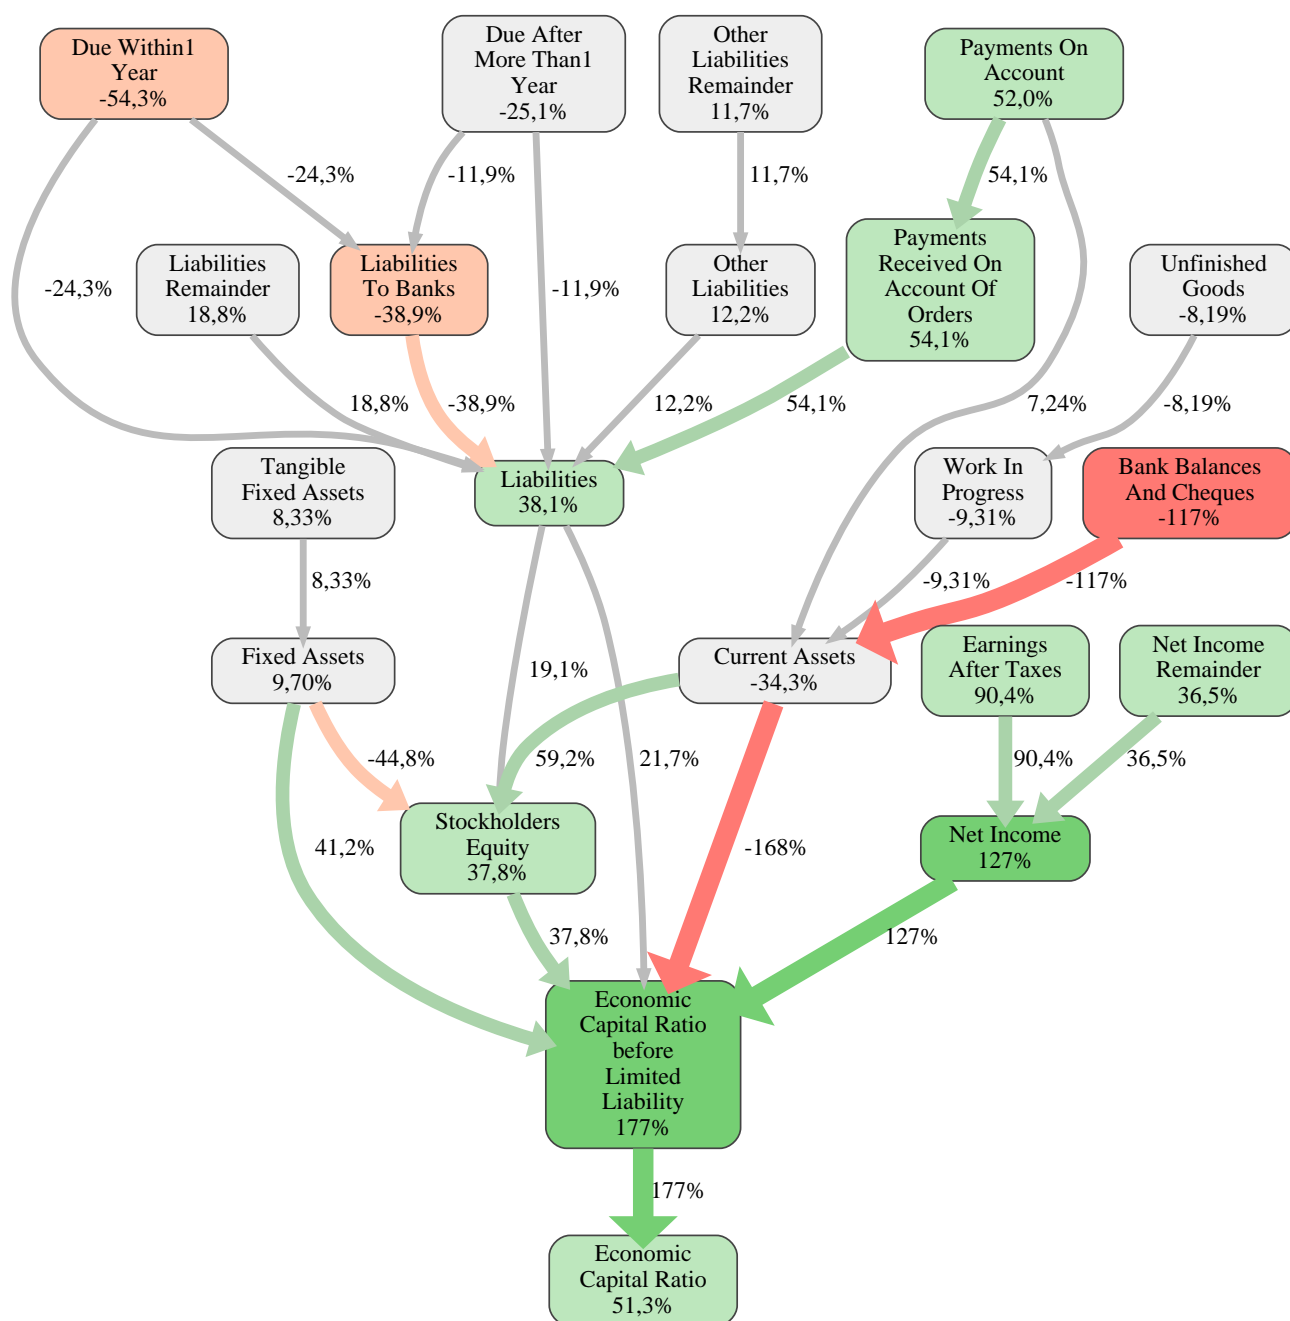 Due Within1
Year
-54,3%
Due After
More Than1
Year
-25,1%
Other
Liabilities
Remainder
11,7%
Payments On
Account
52,0%
-24,3%
-11,9%
11,7%
54,1%
-24,3%
Liabilities
Remainder
18,8%
Liabilities
To Banks
-38,9%
-11,9%
Other
Liabilities
12,2%
Payments
Received On
Account Of
Orders
54,1%
Unfinished
Goods
-8,19%
18,8%
-38,9%
12,2%
54,1%
7,24%
-8,19%
Tangible
Fixed Assets
8,33%
Liabilities
38,1%
Work In
Progress
-9,31%
Bank Balances
And Cheques
-117%
8,33%
-9,31%
-117%
Fixed Assets
9,70%
19,1%
Current Assets
-34,3%
Earnings
After Taxes
90,4%
Net Income
Remainder
36,5%
-44,8%
59,2%
21,7%
90,4%
36,5%
41,2%
Stockholders
Equity
37,8%
-168%
Net Income
127%
37,8%
127%
Economic
Capital Ratio
before
Limited
Liability
177%
177%
Economic
Capital Ratio
51,3%